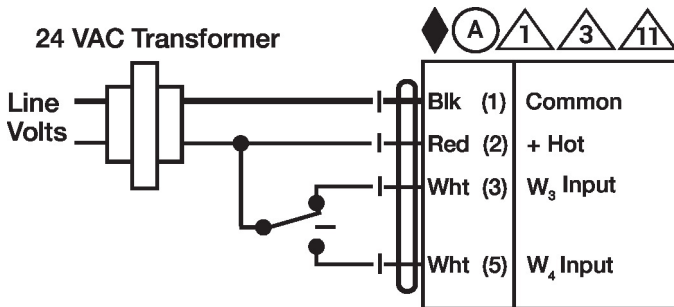 24 VAC Transformer
A 1 3 11
Line Volts
Blk (1) Common
Red (2) + Hot
Wht (3) W₃ Input
Wht (5) W₄ Input